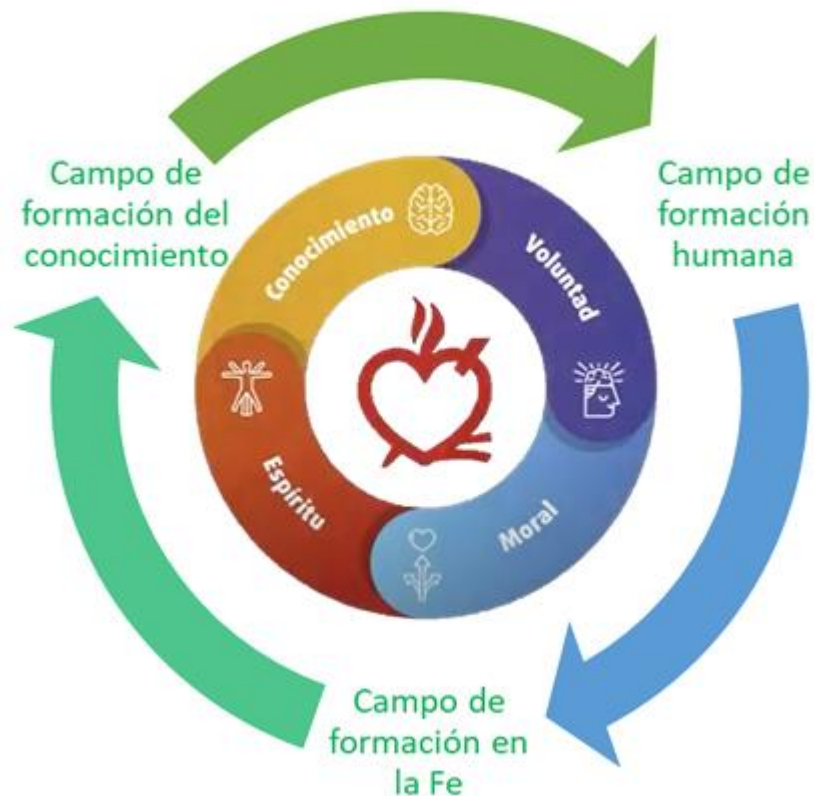 Campo de
formación del
conocimiento
Campo de
formación
humana
Conocimiento
Voluntad
Espíritu
Moral
Campo de
formación en
la Fe